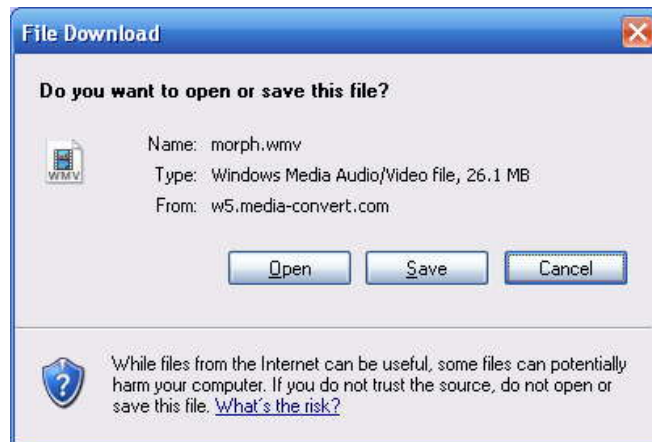 File Download
Do you want to open or save this file?
WMV
Name: morph.wmv
Type: Windows Media Audio/Video file, 26.1 MB
From: w5.media-convert.com
Open Save Cancel
While files from the Internet can be useful, some files can potentially
harm your computer. If you do not trust the source, do not open or
save this file. What's the risk?